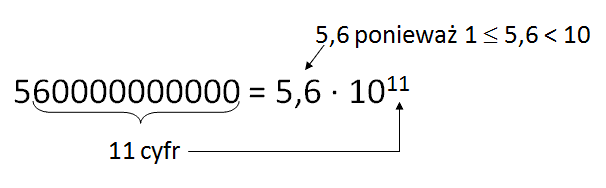 5,6 ponieważ 1 ≤ 5,6 < 10
560000000000 = 5,6 · 10¹¹
11 cyfr